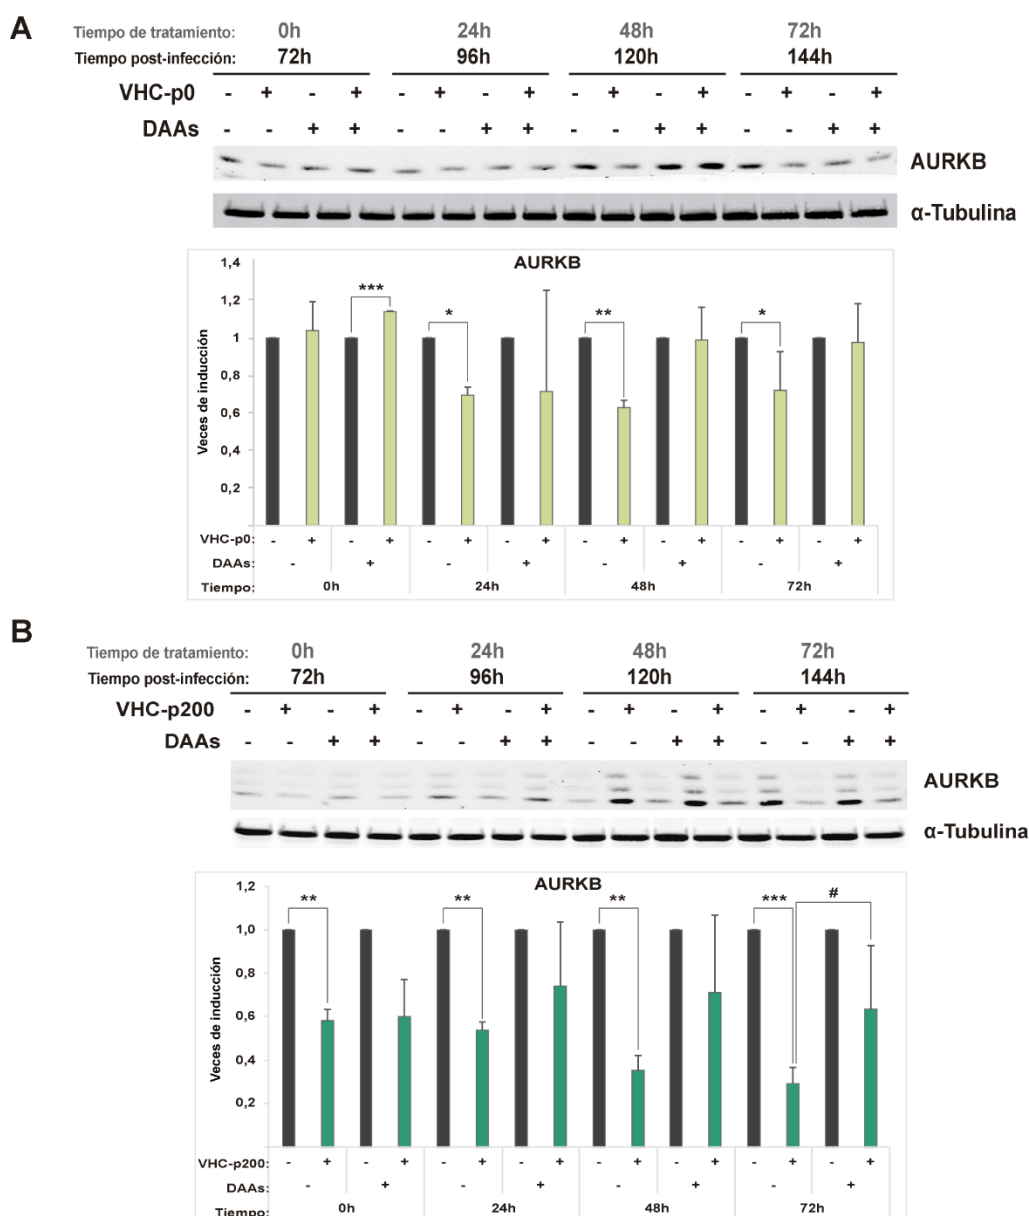 A
Tiempo de tratamiento: 0h 24h 48h 72h
Tiempo post-infección: 72h 96h 120h 144h
VHC-p0 - + - + - + - + - + - + - + - +
DAAs - - + + - - + + - - + + - - + +
AURKB
α-Tubulina
AURKB
Veces de inducción
1,4
1,2
1
0,8
0,6
0,4
0,2
*** * ** *
VHC-p0: - + - + - + - + - + - + - + - +
DAAs: - + - + - + - +
Tiempo: 0h 24h 48h 72h
B
Tiempo de tratamiento: 0h 24h 48h 72h
Tiempo post-infección: 72h 96h 120h 144h
VHC-p200 - + - + - + - + - + - + - + - +
DAAs - - + + - - + + - - + + - - + +
AURKB
α-Tubulina
AURKB
Veces de inducción
1,2
1,0
0,8
0,6
0,4
0,2
** ** ** *** #
VHC-p200: - + - + - + - + - + - + - + - +
DAAs: - + - + - + - +
Tiempo: 0h 24h 48h 72h